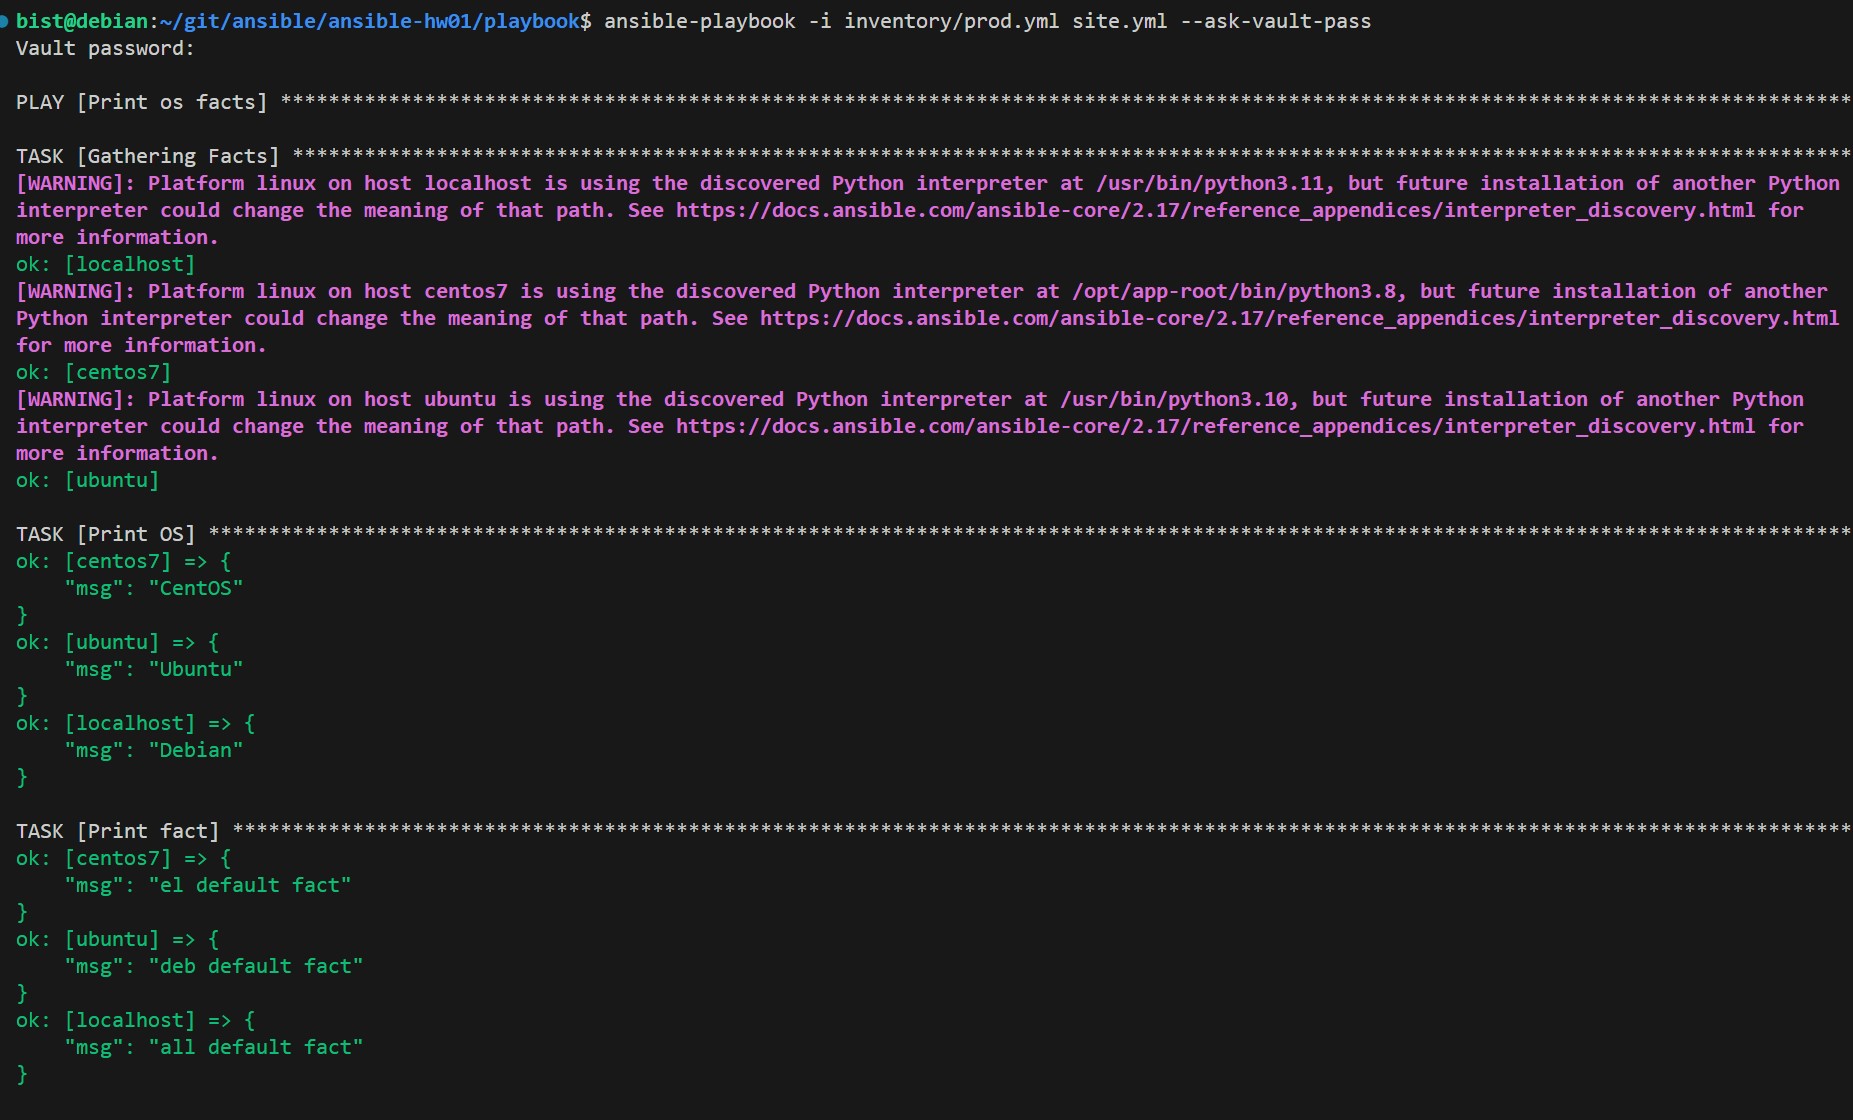 bist@debian:~/git/ansible/ansible-hw01/playbook$ ansible-playbook -i inventory/prod.yml site.yml --ask-vault-pass
Vault password:
PLAY [Print os facts] ***********************************************************************************************************************************
TASK [Gathering Facts] **********************************************************************************************************************************
[WARNING]: Platform linux on host localhost is using the discovered Python interpreter at /usr/bin/python3.11, but future installation of another Python
interpreter could change the meaning of that path. See https://docs.ansible.com/ansible-core/2.17/reference_appendices/interpreter_discovery.html for
more information.
ok: [localhost]
[WARNING]: Platform linux on host centos7 is using the discovered Python interpreter at /opt/app-root/bin/python3.8, but future installation of another
Python interpreter could change the meaning of that path. See https://docs.ansible.com/ansible-core/2.17/reference_appendices/interpreter_discovery.html
for more information.
ok: [centos7]
[WARNING]: Platform linux on host ubuntu is using the discovered Python interpreter at /usr/bin/python3.10, but future installation of another Python
interpreter could change the meaning of that path. See https://docs.ansible.com/ansible-core/2.17/reference_appendices/interpreter_discovery.html for
more information.
ok: [ubuntu]
TASK [Print OS] *****************************************************************************************************************************************
ok: [centos7] => {
    "msg": "CentOS"
}
ok: [ubuntu] => {
    "msg": "Ubuntu"
}
ok: [localhost] => {
    "msg": "Debian"
}
TASK [Print fact] ***************************************************************************************************************************************
ok: [centos7] => {
    "msg": "el default fact"
}
ok: [ubuntu] => {
    "msg": "deb default fact"
}
ok: [localhost] => {
    "msg": "all default fact"
}